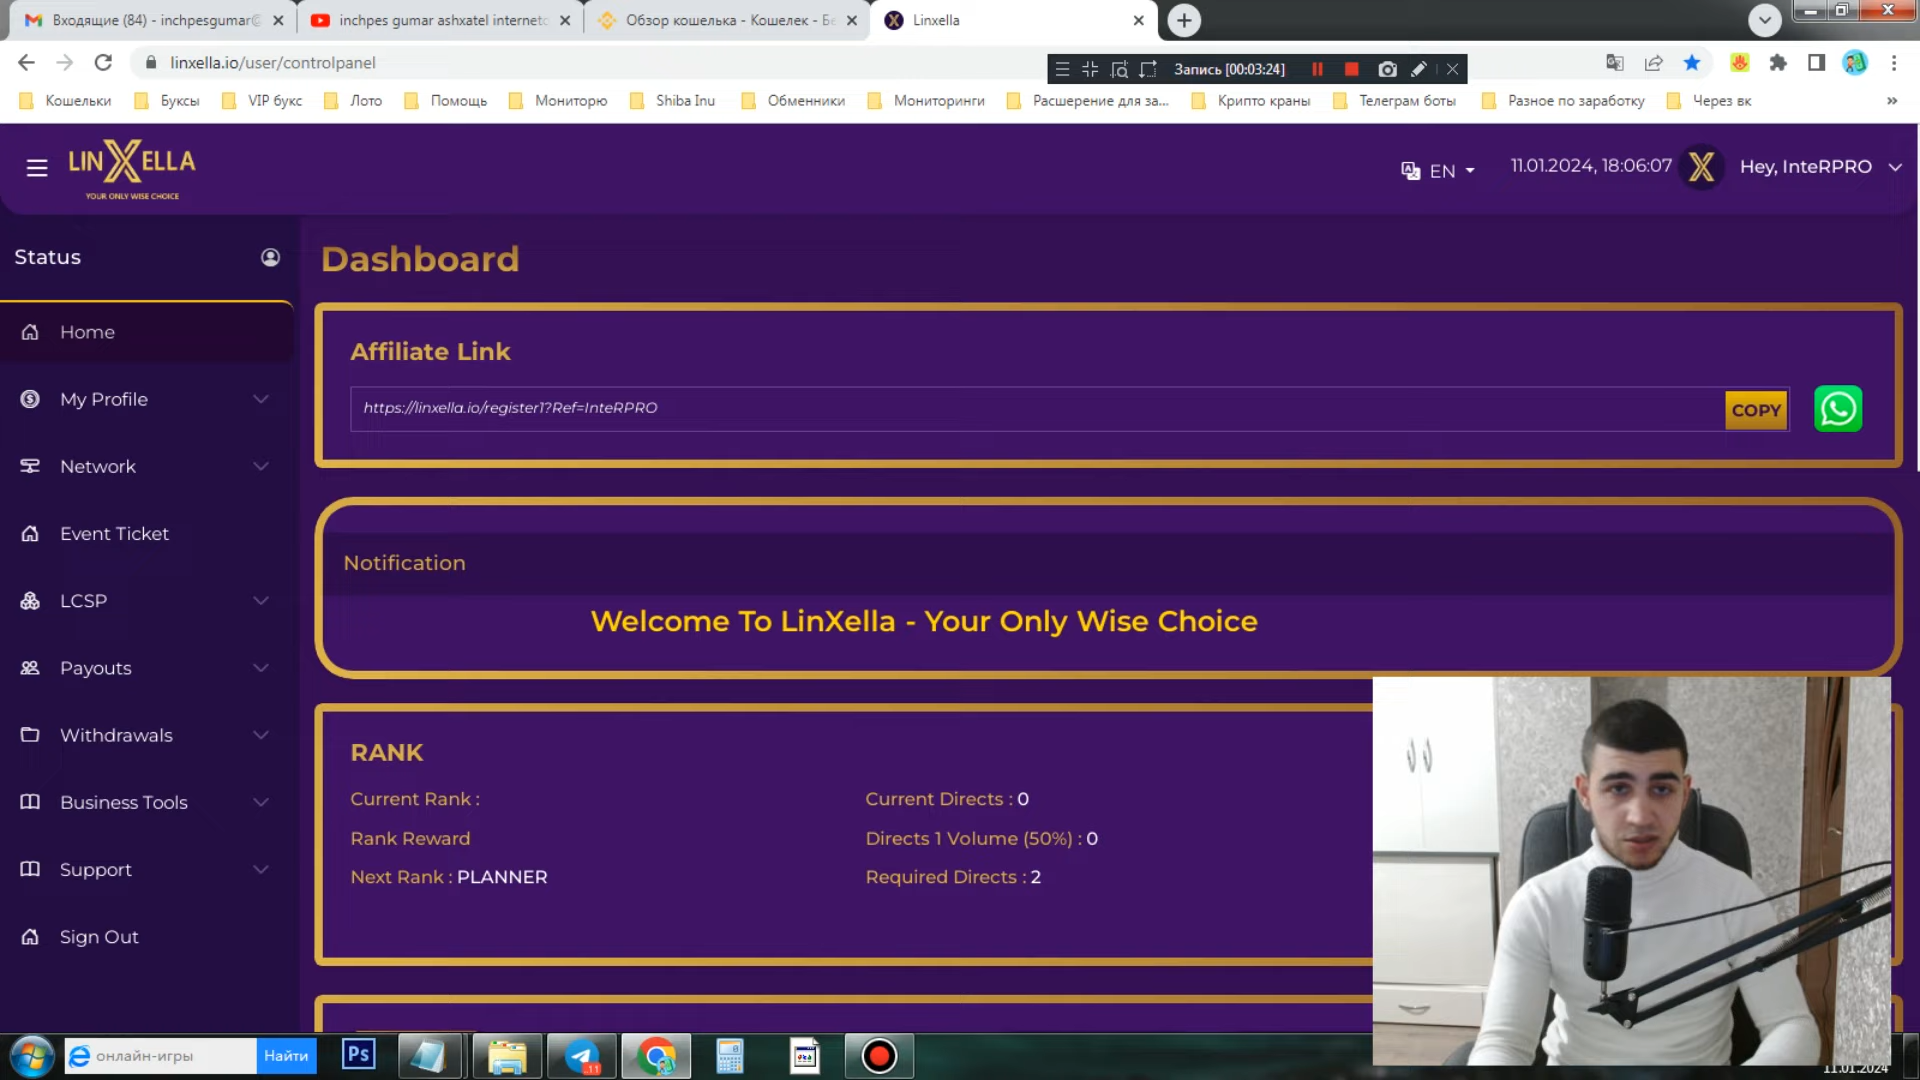 Входящие (84) - inchpesgumar@
inchpes gumar ashxatel internetc
Обзор кошелька - Кошелек - Би
Linxella
linxella.io/user/controlpanel
Запись [00:03:24]
Кошельки
Буксы
VIP букс
Лото
Помощь
Мониторю
Shiba Inu
Обменники
Мониторинги
Расшерение для за...
Крипто краны
Телеграм боты
Разное по заработку
Через вк
LINXELLA
YOUR ONLY WISE CHOICE
EN
11.01.2024, 18:06:07
Hey, InteRPRO
Status
Home
My Profile
Network
Event Ticket
LCSP
Payouts
Withdrawals
Business Tools
Support
Sign Out
Dashboard
Affiliate Link
https://linxella.io/register1?Ref=InteRPRO
COPY
Notification
Welcome To LinXella - Your Only Wise Choice
RANK
Current Rank :
Current Directs : 0
Rank Reward
Directs 1 Volume (50%) : 0
Next Rank : PLANNER
Required Directs : 2
онлайн-игры
Найти
Ps
11
11.01.2024